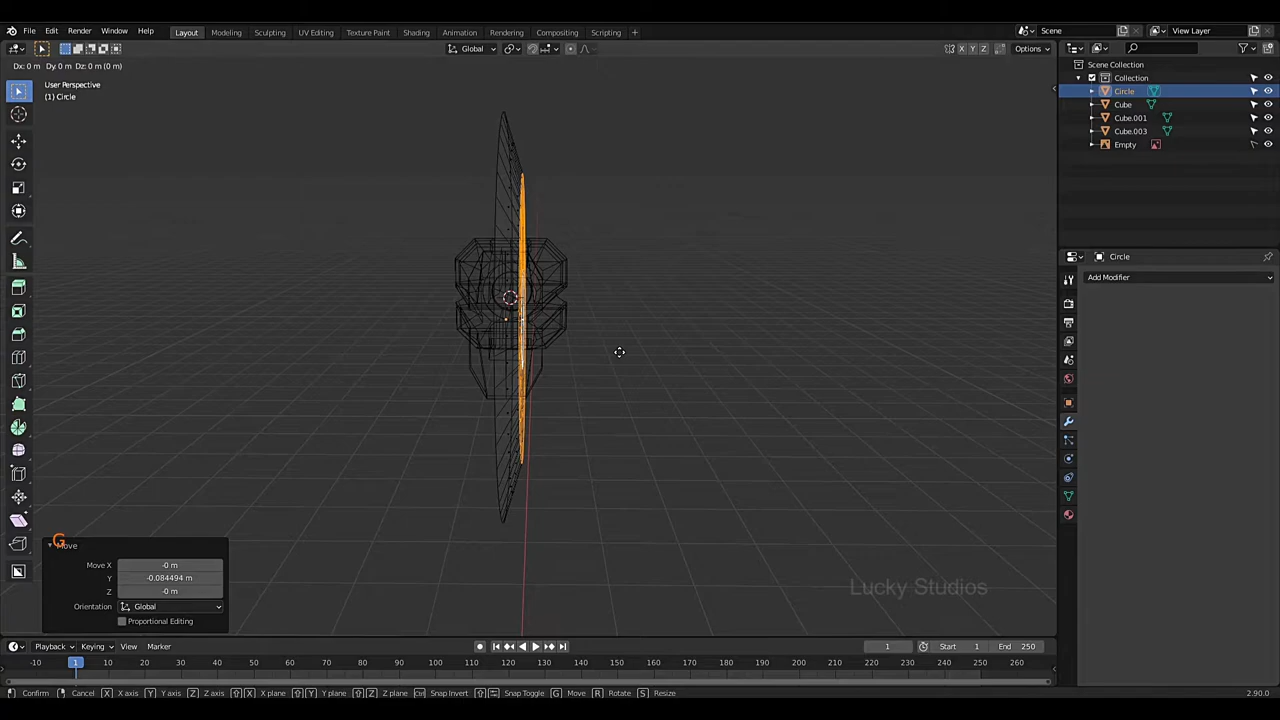 File Edit Render Window Help Layout Modeling Sculpting UV Editing Texture Paint Shading Animation Rendering Compositing Scripting + Scene View Layer
Global X Y Z Options
Dx: 0 m Dy: 0 m Dz: 0 m (0 m)
Scene Collection
User Perspective
(1) Circle
Collection
Circle
Cube
Cube.001
Cube.003
Empty
Circle
Add Modifier
G
Move
Move X -0 m
Y -0.084494 m
Z -0 m
Orientation Global
Proportional Editing
Lucky Studios
Playback Keying View Marker 1 Start 1 End 250
-10 1 10 20 30 40 50 60 70 80 90 100 110 120 130 140 150 160 170 180 190 200 210 220 230 240 250 260
Confirm Cancel X X axis Y Y axis Z Z axis X X plane Y Y plane Z Z plane Snap Invert Snap Toggle G Move R Rotate S Resize 2.90.0